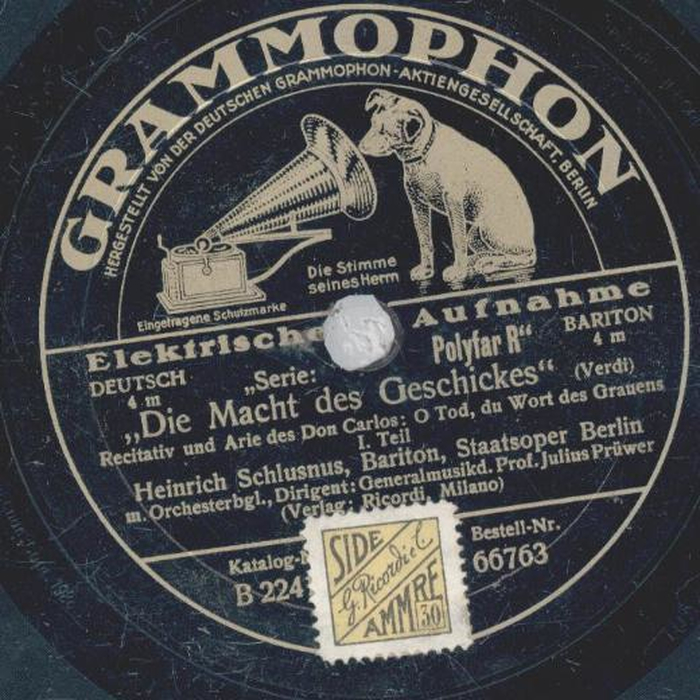 GRAMMOPHON
HERGESTELLT VON DER DEUTSCHEN GRAMMOPHON-AKTIENGESELLSCHAFT, BERLIN
Die Stimme
seines Herrn
Eingetragene Schutzmarke
Elektrische Aufnahme
DEUTSCH „Serie: Polyfar R“ BARITON
4 m 4 m
„Die Macht des Geschickes“ (Verdi)
Recitativ und Arie des Don Carlos: O Tod, du Wort des Grauens
I. Teil
Heinrich Schlusnus, Bariton, Staatsoper Berlin
m. Orchesterbgl., Dirigent: Generalmusikd. Prof. Julius Prüwer
(Verlag: Ricordi, Milano)
Katalog-N Bestell-Nr.
B 224 66763
SIDE
G. Ricordi e C.
AMMRE
30